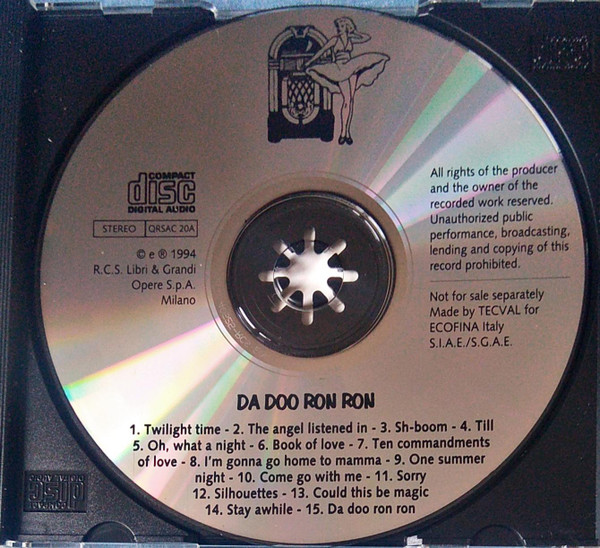 COMPACT
disc
DIGITAL AUDIO
STEREO QRSAC 20A
© e ® 1994
R.C.S. Libri & Grandi
Opere S.p.A.
Milano
All rights of the producer
and the owner of the
recorded work reserved.
Unauthorized public
performance, broadcasting,
lending and copying of this
record prohibited.
Not for sale separately
Made by TECVAL for
ECOFINA Italy
S.I.A.E./S.G.A.E.
DA DOO RON RON
1. Twilight time - 2. The angel listened in - 3. Sh-boom - 4. Till
5. Oh, what a night - 6. Book of love - 7. Ten commandments
of love - 8. I'm gonna go home to mamma - 9. One summer
night - 10. Come go with me - 11. Sorry
12. Silhouettes - 13. Could this be magic
14. Stay awhile - 15. Da doo ron ron
COMPACT
disc
DIGITAL AUDIO